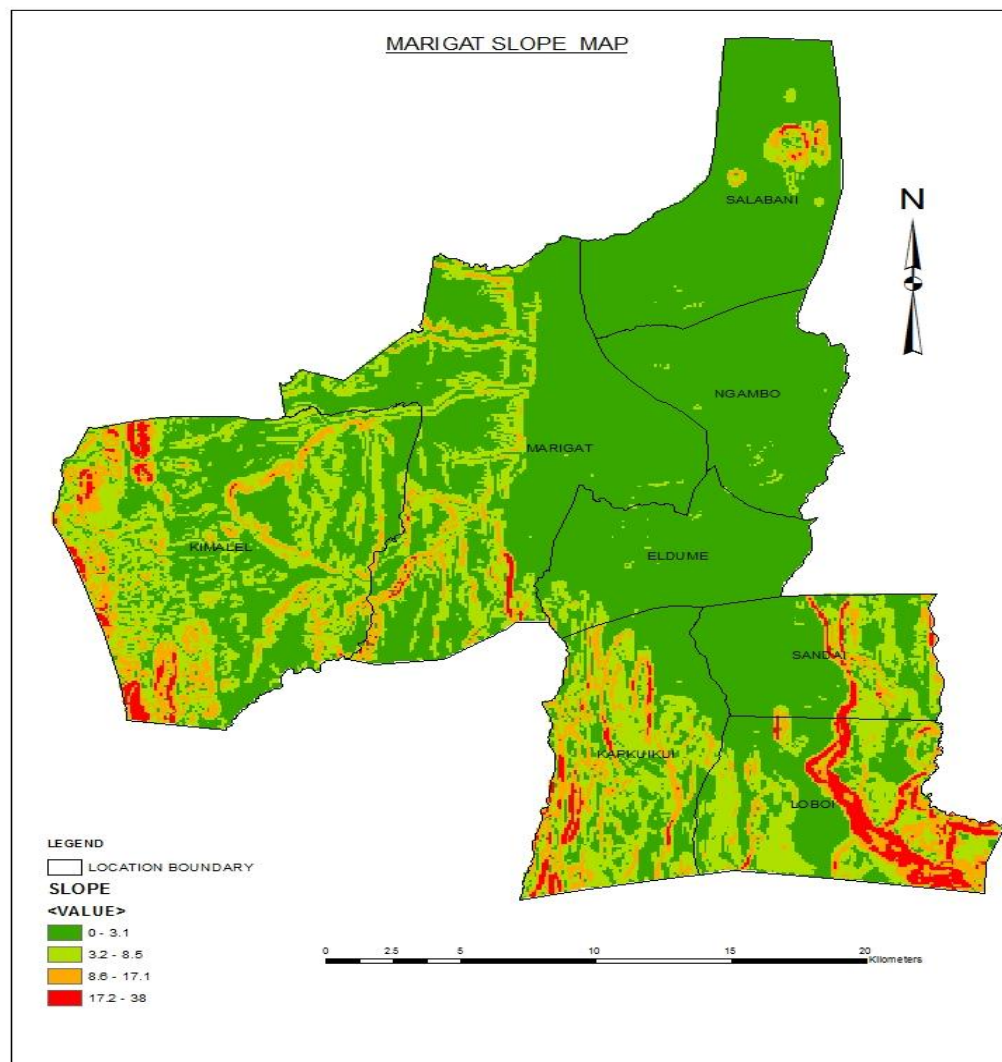 MARIGAT SLOPE MAP
SALABANI
N
NGAMBO
MARIGAT
KIMALEL
ELDUME
SANDAI
KAPKUIKUI
LOBOI
LEGEND
LOCATION BOUNDARY
SLOPE
<VALUE>
0 - 3.1
3.2 - 8.5
8.6 - 17.1
17.2 - 38
0 2.5 5 10 15 20
Kilometers